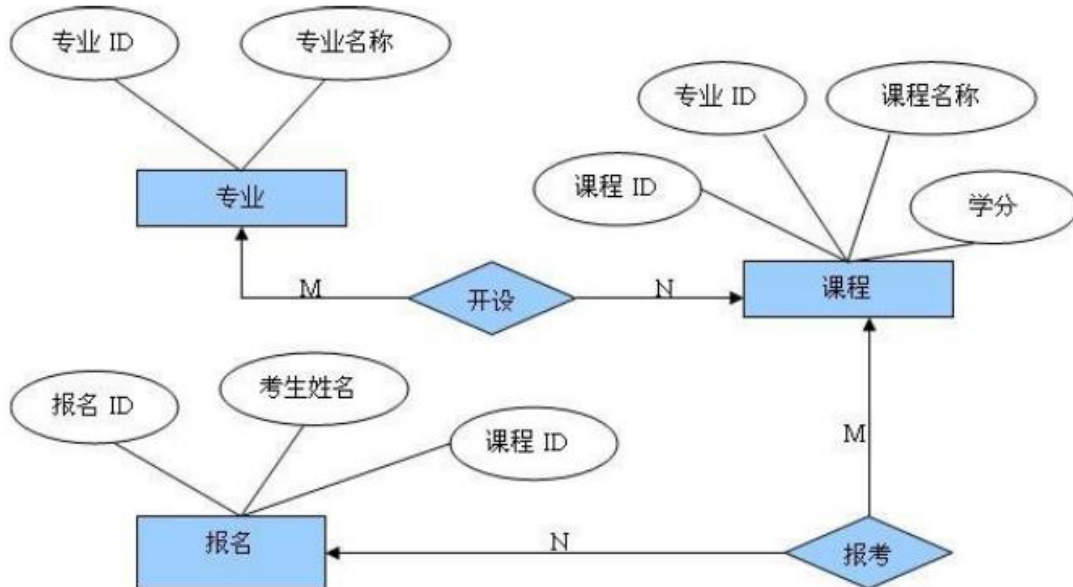 专业 ID
专业名称
专业 ID
课程名称
课程 ID
学分
专业
课程
M
开设
N
报名 ID
考生姓名
课程 ID
M
报名
N
报考